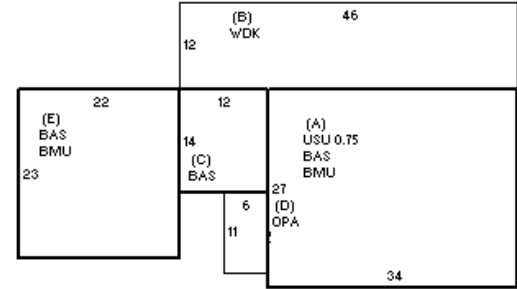 (B)
WDK
46
12
22
(E)
BAS
BMU
23
12
14
(C)
BAS
(A)
USU 0.75
BAS
BMU
27
(D)
OPA
6
11
34